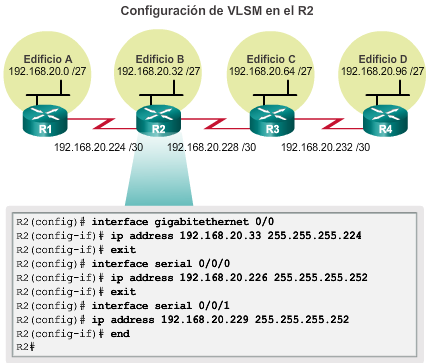 Configuración de VLSM en el R2
Edificio A
192.168.20.0 /27
Edificio B
192.168.20.32 /27
Edificio C
192.168.20.64 /27
Edificio D
192.168.20.96 /27
R1
R2
R3
R4
192.168.20.224 /30
192.168.20.228 /30
192.168.20.232 /30
R2(config)# interface gigabitethernet 0/0
R2(config-if)# ip address 192.168.20.33 255.255.255.224
R2(config-if)# exit
R2(config)# interface serial 0/0/0
R2(config-if)# ip address 192.168.20.226 255.255.255.252
R2(config-if)# exit
R2(config)# interface serial 0/0/1
R2(config-if)# ip address 192.168.20.229 255.255.255.252
R2(config-if)# end
R2#